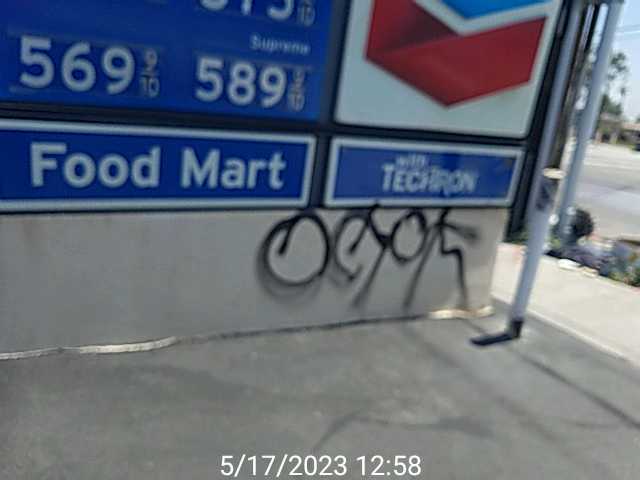 Supreme
569 9/10
589 9/10
Food Mart
with
TECHRON
5/17/2023 12:58